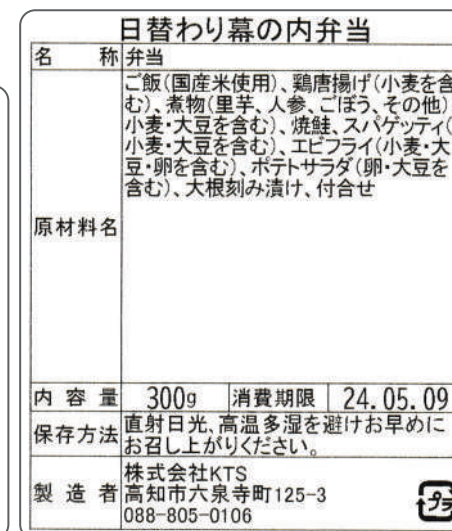 日替わり幕の内弁当
名称 弁当
原材料名 ご飯(国産米使用)、鶏唐揚げ(小麦を含
む)、煮物(里芋、人参、ごぼう、その他)
小麦・大豆を含む)、焼鮭、スパゲッティ(
小麦・大豆を含む)、エビフライ(小麦・大
豆・卵を含む)、ポテトサラダ(卵・大豆を
含む)、大根刻み漬け、付合せ
内容量 300g 消費期限 24.05.09
保存方法 直射日光、高温多湿を避けお早めに
お召し上がりください。
製造者 株式会社KTS
高知市六泉寺町125-3
088-805-0106
プラ